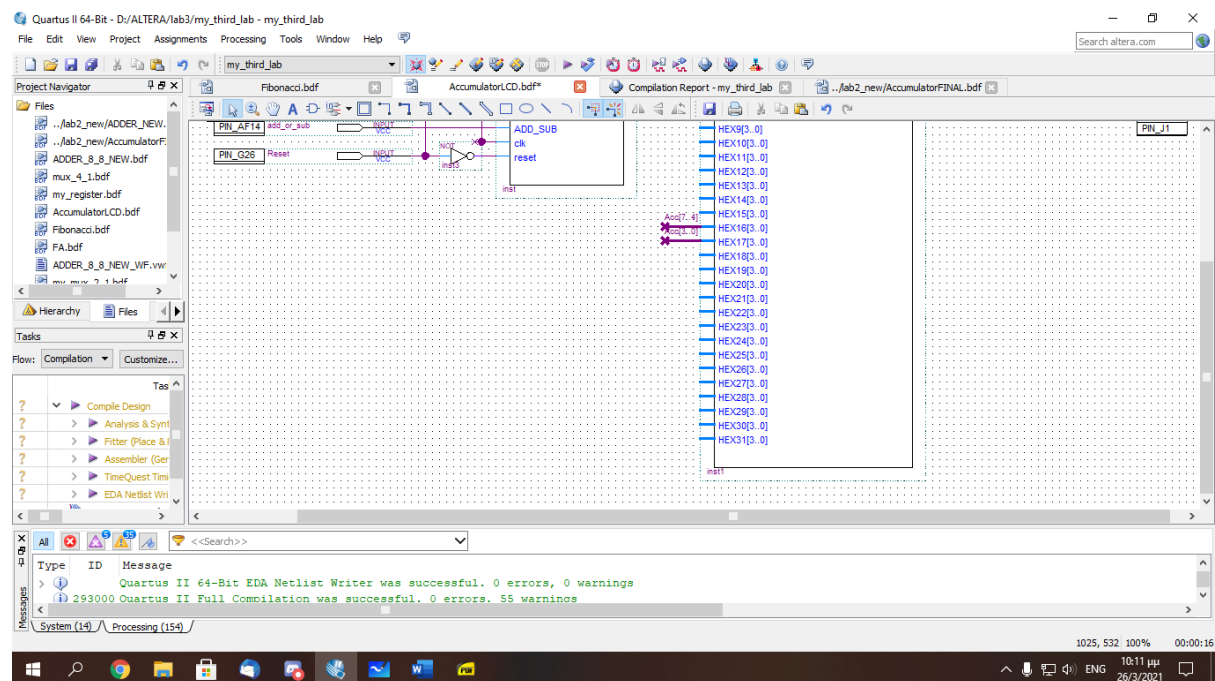 Quartus II 64-Bit - D:/ALTERA/lab3/my_third_lab - my_third_lab
File Edit View Project Assignments Processing Tools Window Help
Search altera.com
my_third_lab
Project Navigator
Fibonacci.bdf
AccumulatorLCD.bdf*
Compilation Report - my_third_lab
../lab2_new/AccumulatorFINAL.bdf
Files
../lab2_new/ADDER_NEW.
../lab2_new/AccumulatorF
ADDER_8_8_NEW.bdf
mux_4_1.bdf
my_register.bdf
AccumulatorLCD.bdf
Fibonacci.bdf
FA.bdf
ADDER_8_8_NEW_WF.vw
my_mux_2_1.bdf
Hierarchy
Files
Tasks
Flow: Compilation Customize...
Tas
? Compile Design
? Analysis & Synt
? Fitter (Place &
? Assembler (Gen
? TimeQuest Timi
? EDA Netlist Wri
PIN_AF14 add_or_sub INPUT VCC
PIN_G26 Reset INPUT VCC
NOT
inst3
ADD_SUB
clk
reset
inst
Acc[7..4]
Acc[3..0]
HEX9[3..0]
HEX10[3..0]
HEX11[3..0]
HEX12[3..0]
HEX13[3..0]
HEX14[3..0]
HEX15[3..0]
HEX16[3..0]
HEX17[3..0]
HEX18[3..0]
HEX19[3..0]
HEX20[3..0]
HEX21[3..0]
HEX22[3..0]
HEX23[3..0]
HEX24[3..0]
HEX25[3..0]
HEX26[3..0]
HEX27[3..0]
HEX28[3..0]
HEX29[3..0]
HEX30[3..0]
HEX31[3..0]
inst1
PIN_J1
All 5 35 <<Search>>
Type ID Message
Quartus II 64-Bit EDA Netlist Writer was successful. 0 errors, 0 warnings
293000 Quartus II Full Compilation was successful. 0 errors, 55 warnings
Messages
System (14) Processing (154)
1025, 532 100% 00:00:16
ENG
10:11 μμ
26/3/2021